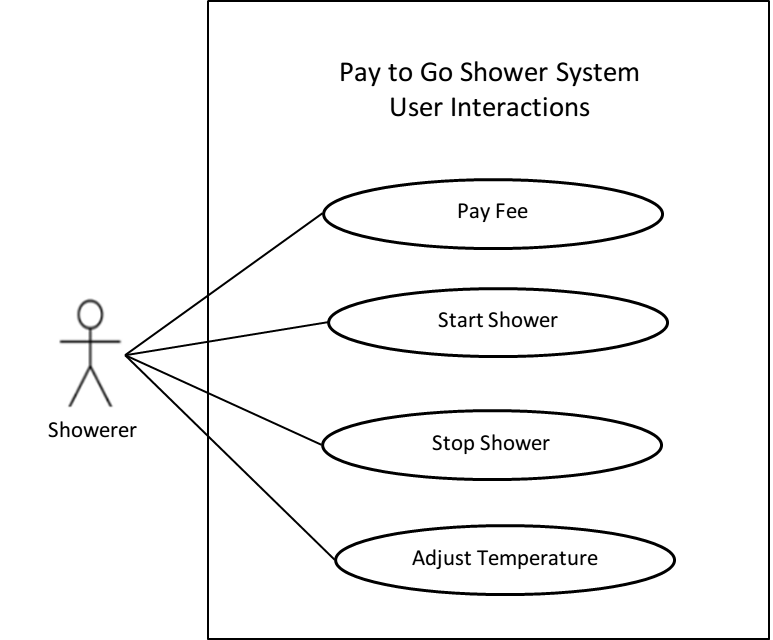 Pay to Go Shower System
User Interactions
Pay Fee
Start Shower
Showerer
Stop Shower
Adjust Temperature